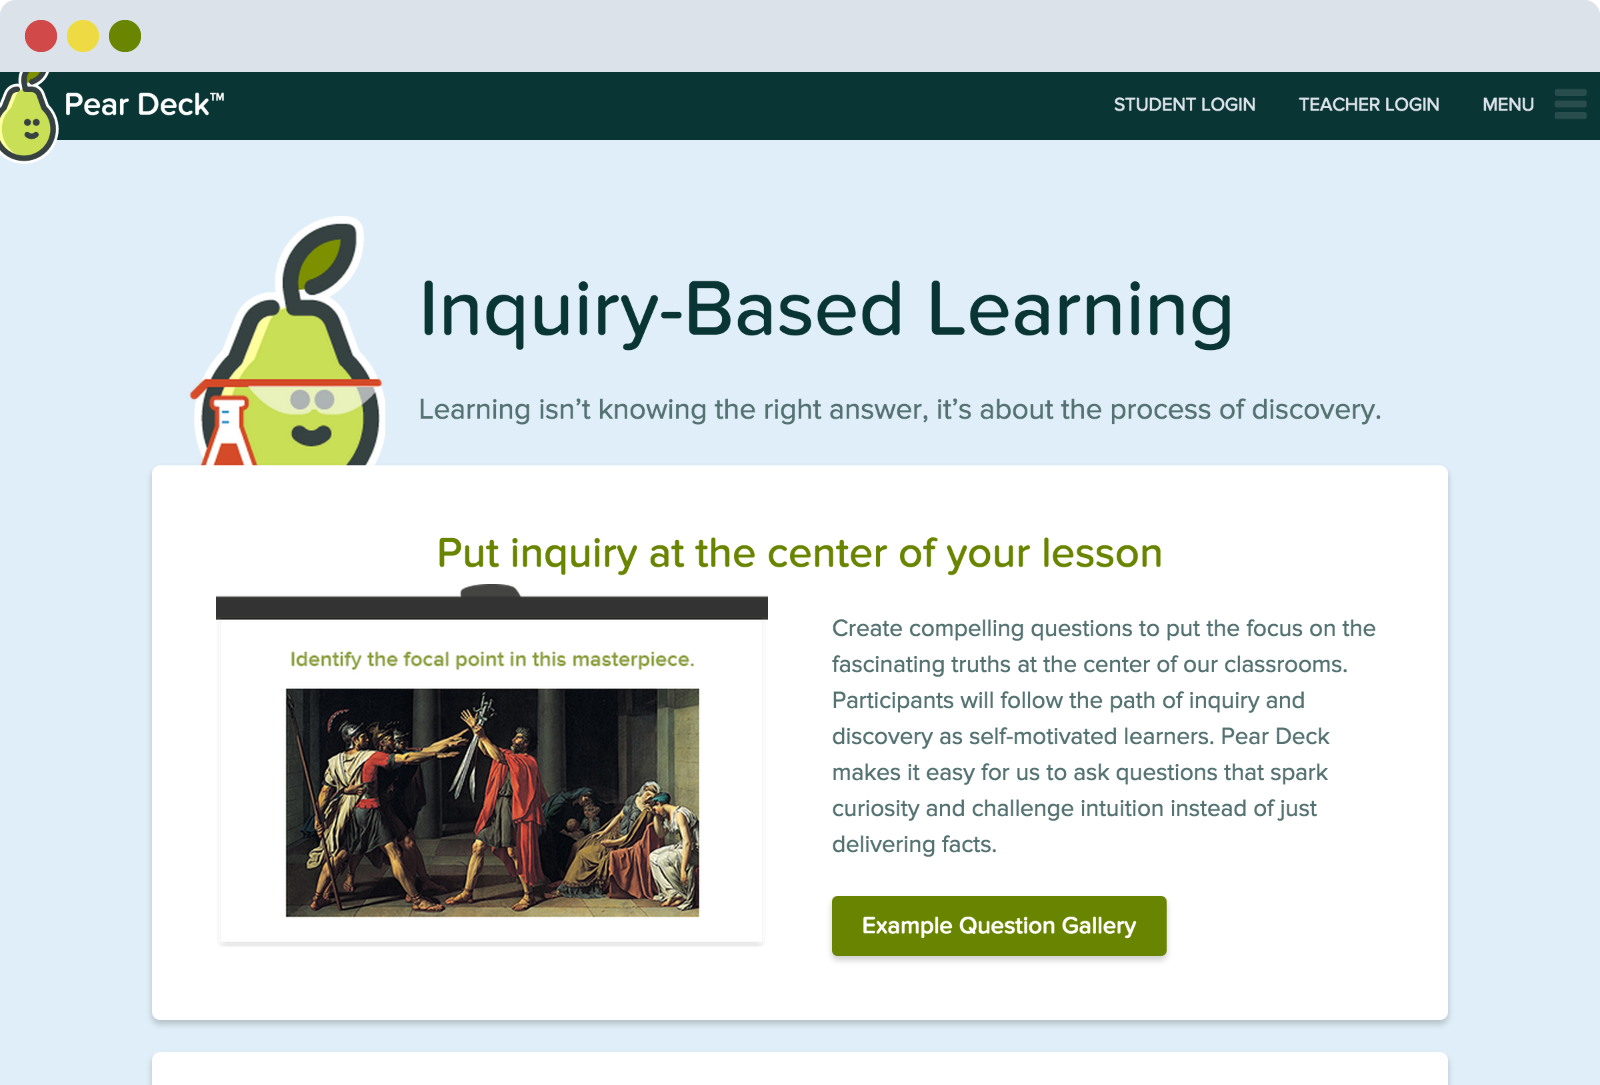 Pear Deck™
STUDENT LOGIN
TEACHER LOGIN
MENU
Inquiry-Based Learning
Learning isn’t knowing the right answer, it’s about the process of discovery.
Put inquiry at the center of your lesson
Identify the focal point in this masterpiece.
Create compelling questions to put the focus on the
fascinating truths at the center of our classrooms.
Participants will follow the path of inquiry and
discovery as self-motivated learners. Pear Deck
makes it easy for us to ask questions that spark
curiosity and challenge intuition instead of just
delivering facts.
Example Question Gallery